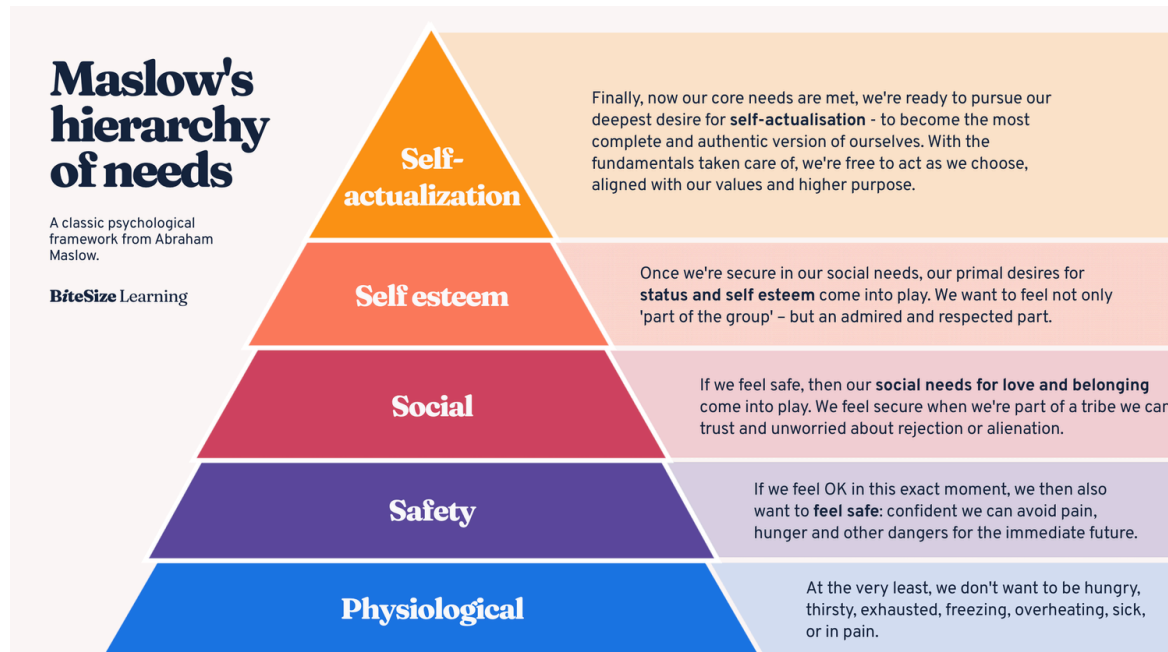 Maslow's
hierarchy
of needs
A classic psychological
framework from Abraham
Maslow.
BiteSize Learning
Self-
actualization
Finally, now our core needs are met, we're ready to pursue our
deepest desire for self-actualisation - to become the most
complete and authentic version of ourselves. With the
fundamentals taken care of, we're free to act as we choose,
aligned with our values and higher purpose.
Self esteem
Once we're secure in our social needs, our primal desires for
status and self esteem come into play. We want to feel not only
'part of the group' – but an admired and respected part.
Social
If we feel safe, then our social needs for love and belonging
come into play. We feel secure when we're part of a tribe we can
trust and unworried about rejection or alienation.
Safety
If we feel OK in this exact moment, we then also
want to feel safe: confident we can avoid pain,
hunger and other dangers for the immediate future.
Physiological
At the very least, we don't want to be hungry,
thirsty, exhausted, freezing, overheating, sick,
or in pain.